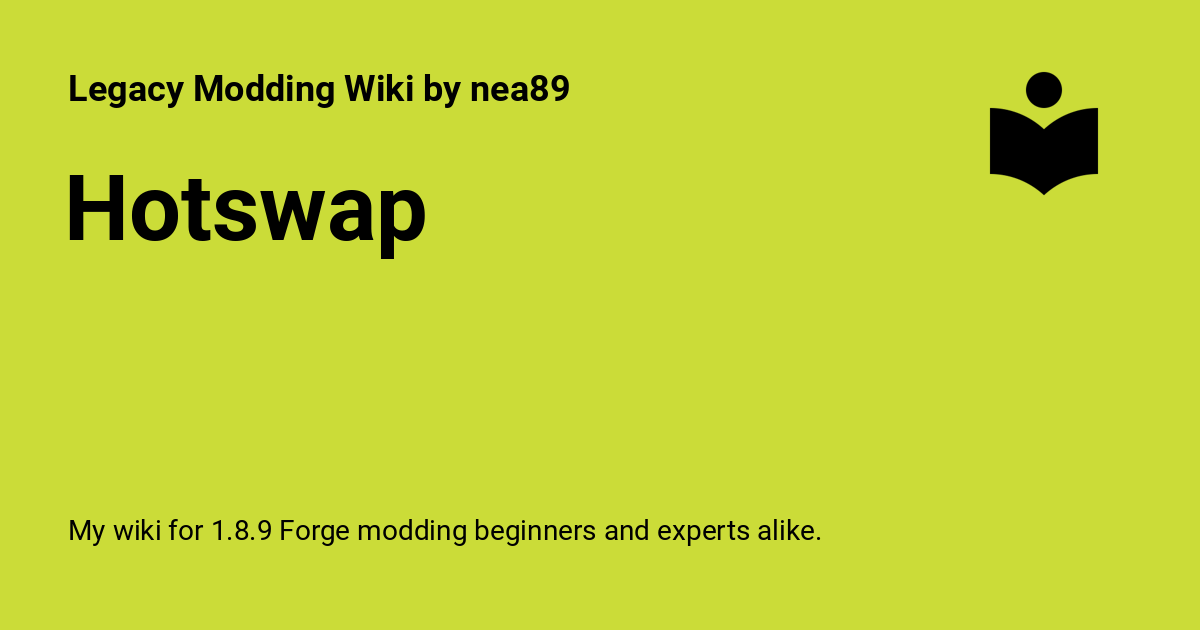 Legacy Modding Wiki by nea89
Hotswap
My wiki for 1.8.9 Forge modding beginners and experts alike.